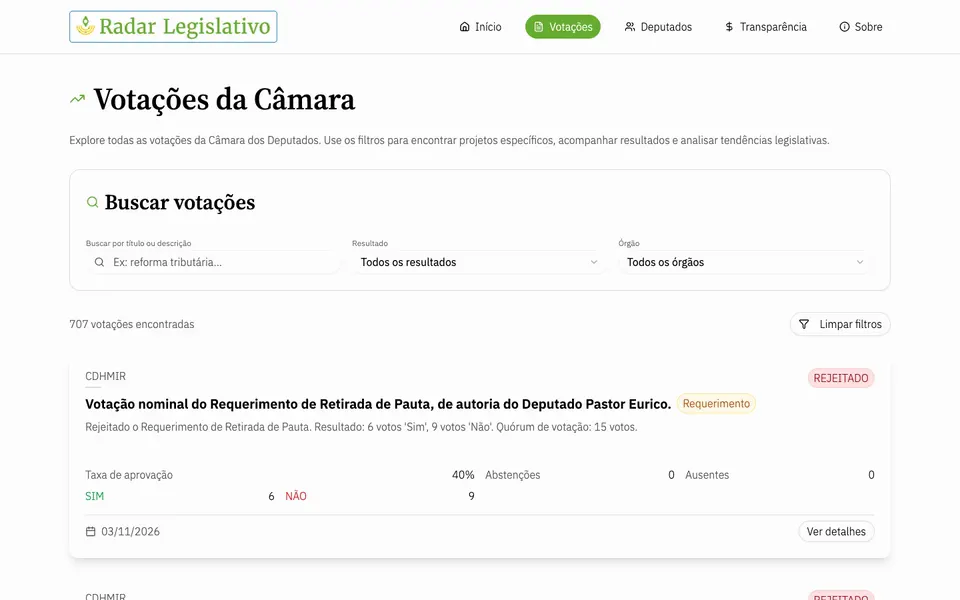 Radar Legislativo
Início
Votações
Deputados
Transparência
Sobre
Votações da Câmara
Explore todas as votações da Câmara dos Deputados. Use os filtros para encontrar projetos específicos, acompanhar resultados e analisar tendências legislativas.
Buscar votações
Buscar por título ou descrição
Resultado
Órgão
Ex: reforma tributária...
Todos os resultados
Todos os órgãos
707 votações encontradas
Limpar filtros
CDHMIR
REJEITADO
Votação nominal do Requerimento de Retirada de Pauta, de autoria do Deputado Pastor Eurico. Requerimento
Rejeitado o Requerimento de Retirada de Pauta. Resultado: 6 votos 'Sim', 9 votos 'Não'. Quórum de votação: 15 votos.
Taxa de aprovação 40% Abstenções 0 Ausentes 0
SIM 6 NÃO 9
03/11/2026
Ver detalhes
CDHMIR
REJEITADO